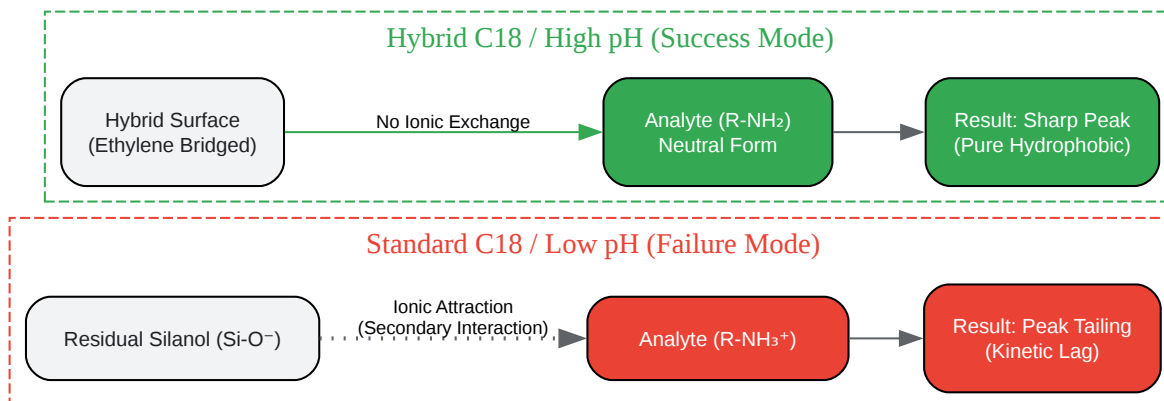 Hybrid C18 / High pH (Success Mode)
Hybrid Surface
(Ethylene Bridged)
No Ionic Exchange
Analyte (R-NH₂)
Neutral Form
Result: Sharp Peak
(Pure Hydrophobic)
Standard C18 / Low pH (Failure Mode)
Residual Silanol (Si-O⁻)
Ionic Attraction
(Secondary Interaction)
Analyte (R-NH₃⁺)
Result: Peak Tailing
(Kinetic Lag)